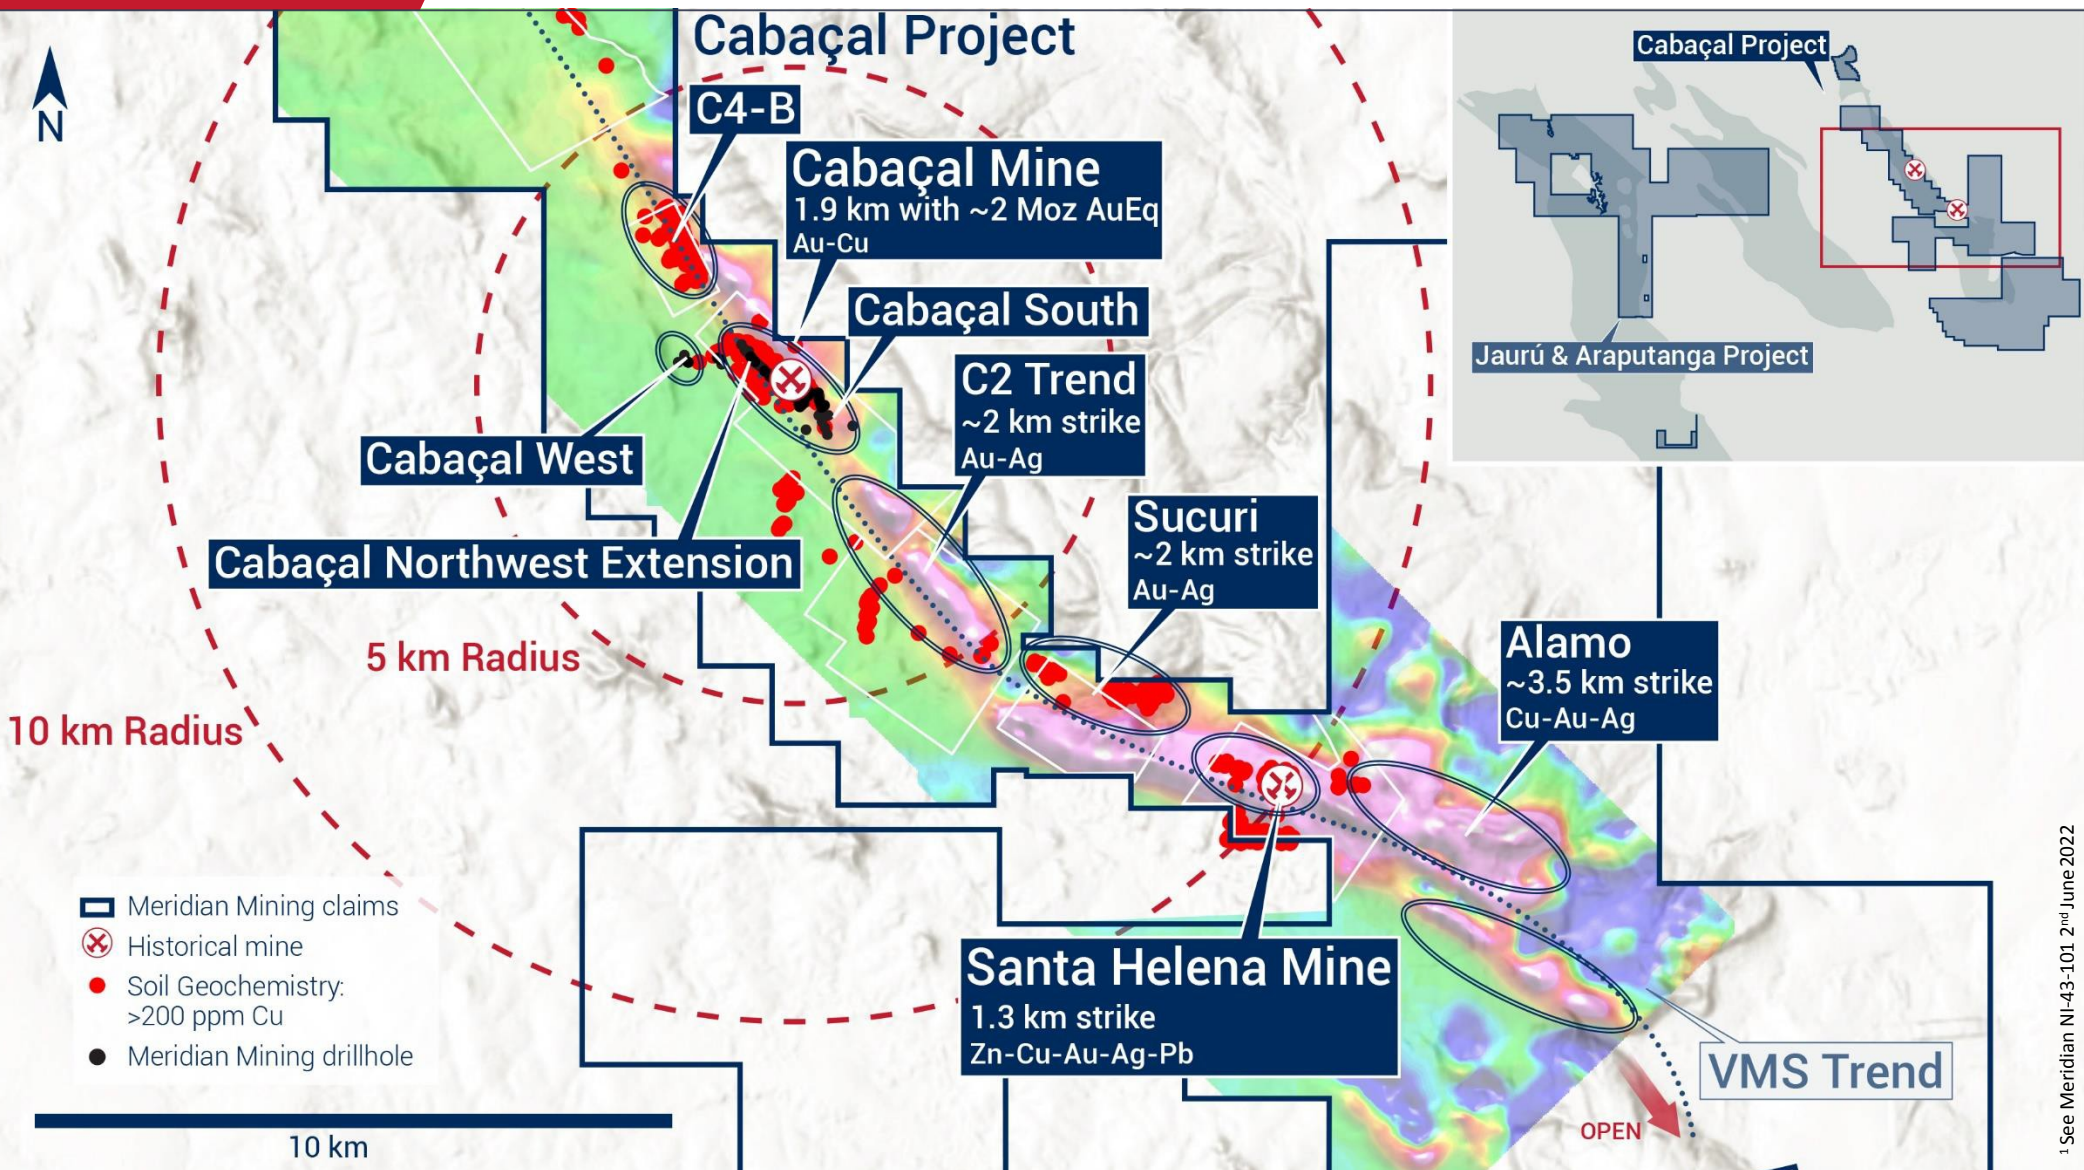 Cabaçal Project
N
C4-B
Cabaçal Mine
1.9 km with ~2 Moz AuEq
Au-Cu
Cabaçal South
C2 Trend
~2 km strike
Au-Ag
Cabaçal West
Cabaçal Northwest Extension
Sucuri
~2 km strike
Au-Ag
Alamo
~3.5 km strike
Cu-Au-Ag
5 km Radius
10 km Radius
Santa Helena Mine
1.3 km strike
Zn-Cu-Au-Ag-Pb
VMS Trend
OPEN
Meridian Mining claims
Historical mine
Soil Geochemistry:
>200 ppm Cu
Meridian Mining drillhole
10 km
Cabaçal Project
Jaurú & Araputanga Project
1 See Meridian NI-43-101 2nd June 2022